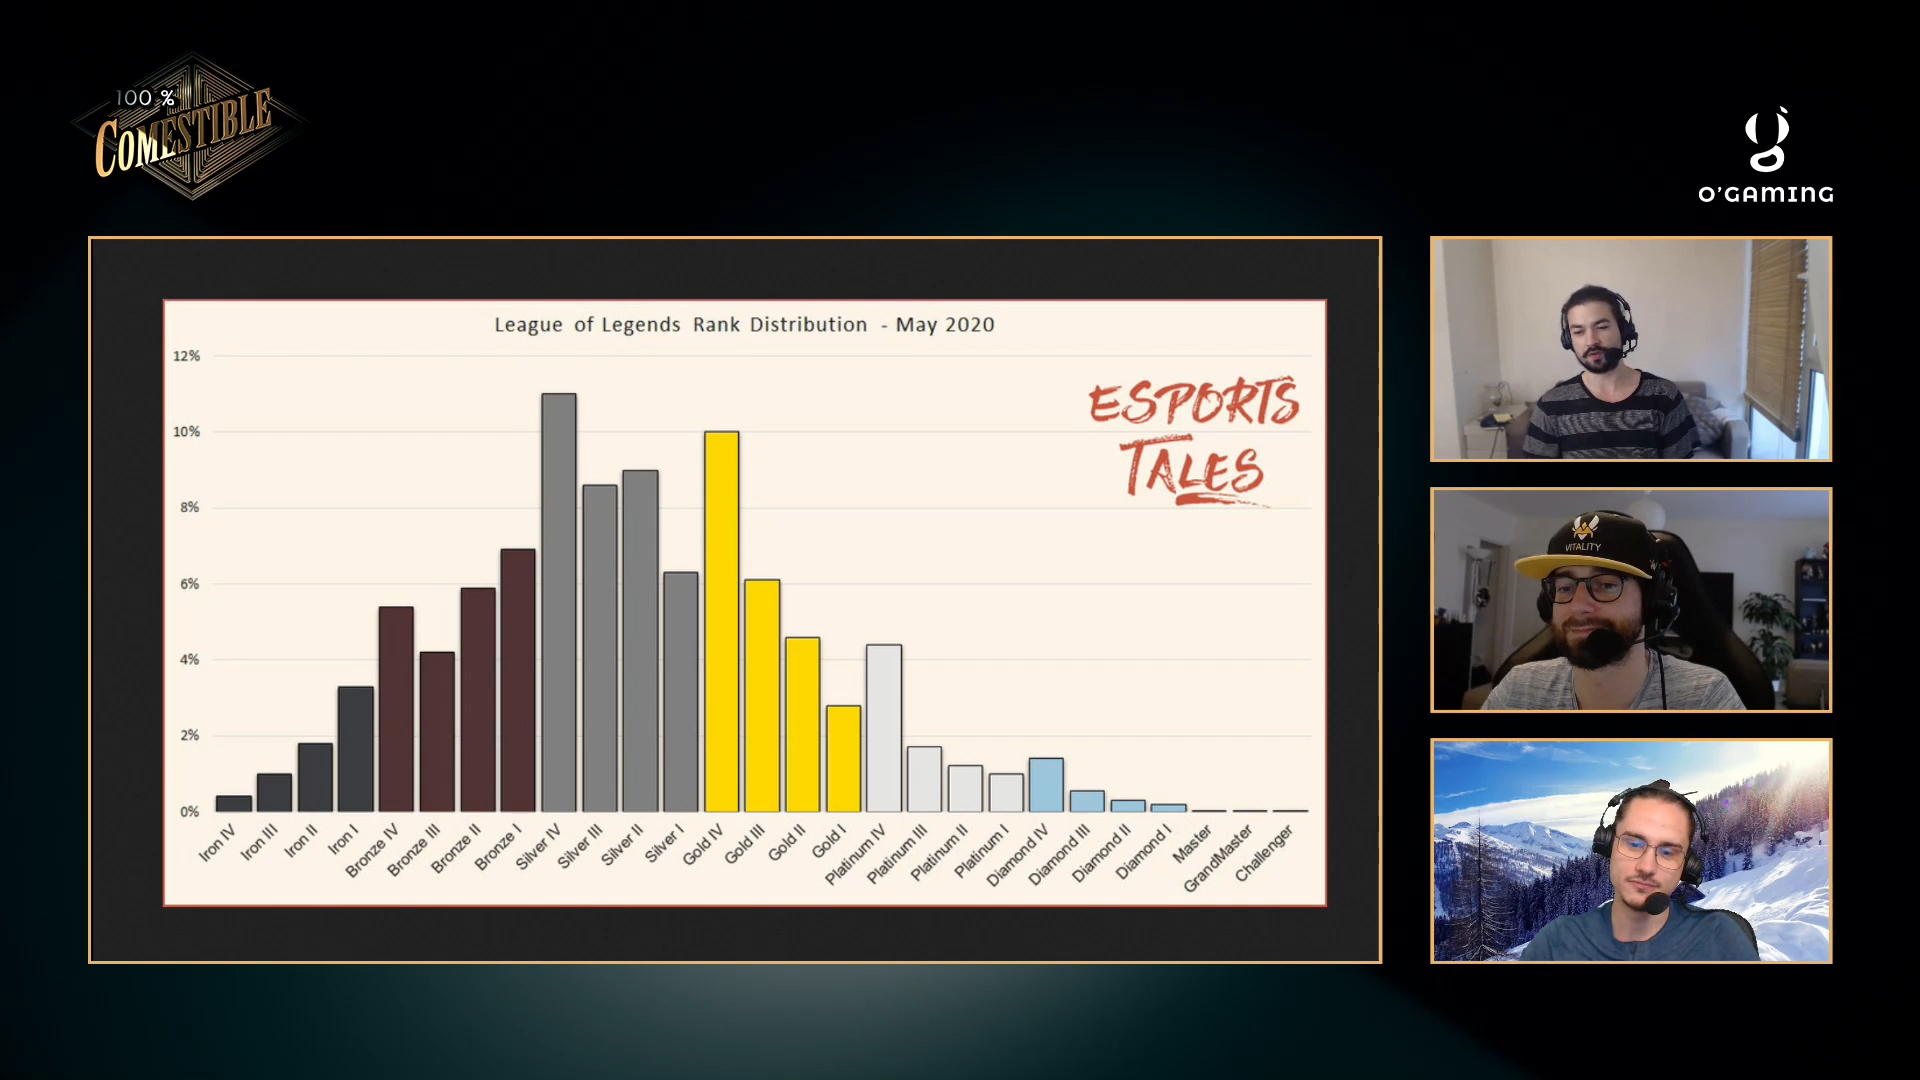 100 %
COMESTIBLE
O'GAMING
League of Legends Rank Distribution - May 2020
12%
10%
8%
6%
4%
2%
0%
ESPORTS
TALES
Iron IV
Iron III
Iron II
Iron I
Bronze IV
Bronze III
Bronze II
Bronze I
Silver IV
Silver III
Silver II
Silver I
Gold IV
Gold III
Gold II
Gold I
Platinum IV
Platinum III
Platinum II
Platinum I
Diamond IV
Diamond III
Diamond II
Diamond I
Master
GrandMaster
Challenger
VITALITY